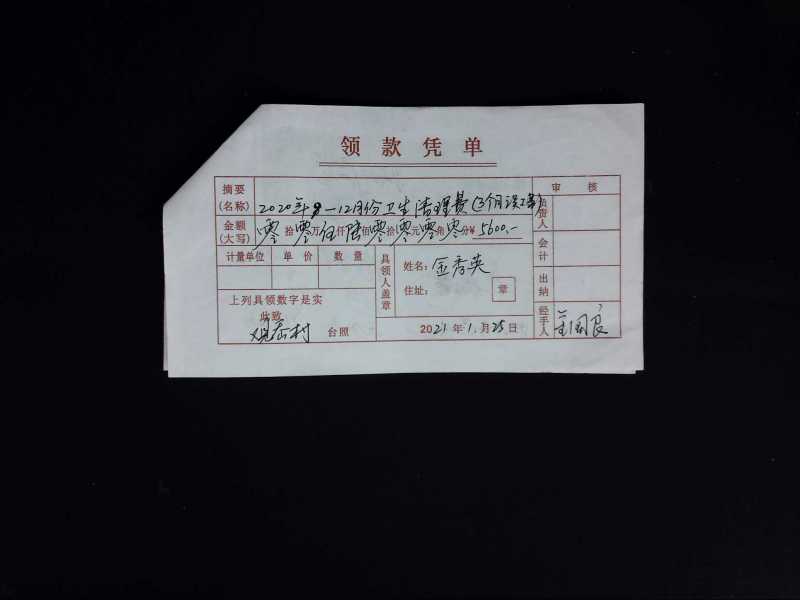 领款凭单
摘要 审核
(名称) 2020年9-12月份卫生清理费(3个月误工) 负责人
金额
(大写) 零拾零万伍仟陆佰零拾零元零角零分¥5600.-
计量单位 单价 数量 具领人盖章 姓名: 金秀英 会计
住址: 章 出纳
上列具领数字是实
此致
村 台照 2021年1月25日 经手人 国良